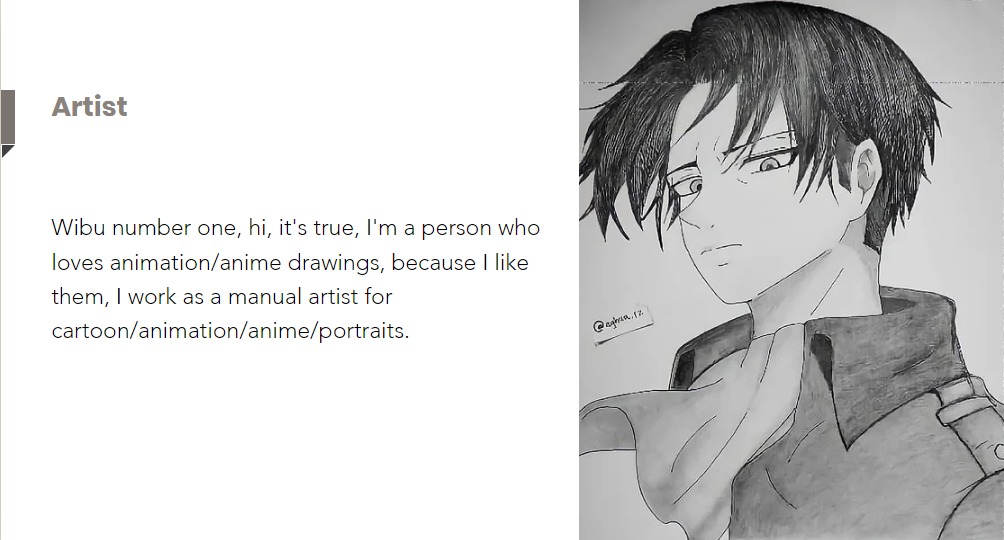 Artist
Wibu number one, hi, it's true, I'm a person who
loves animation/anime drawings, because I like
them, I work as a manual artist for
cartoon/animation/anime/portraits.